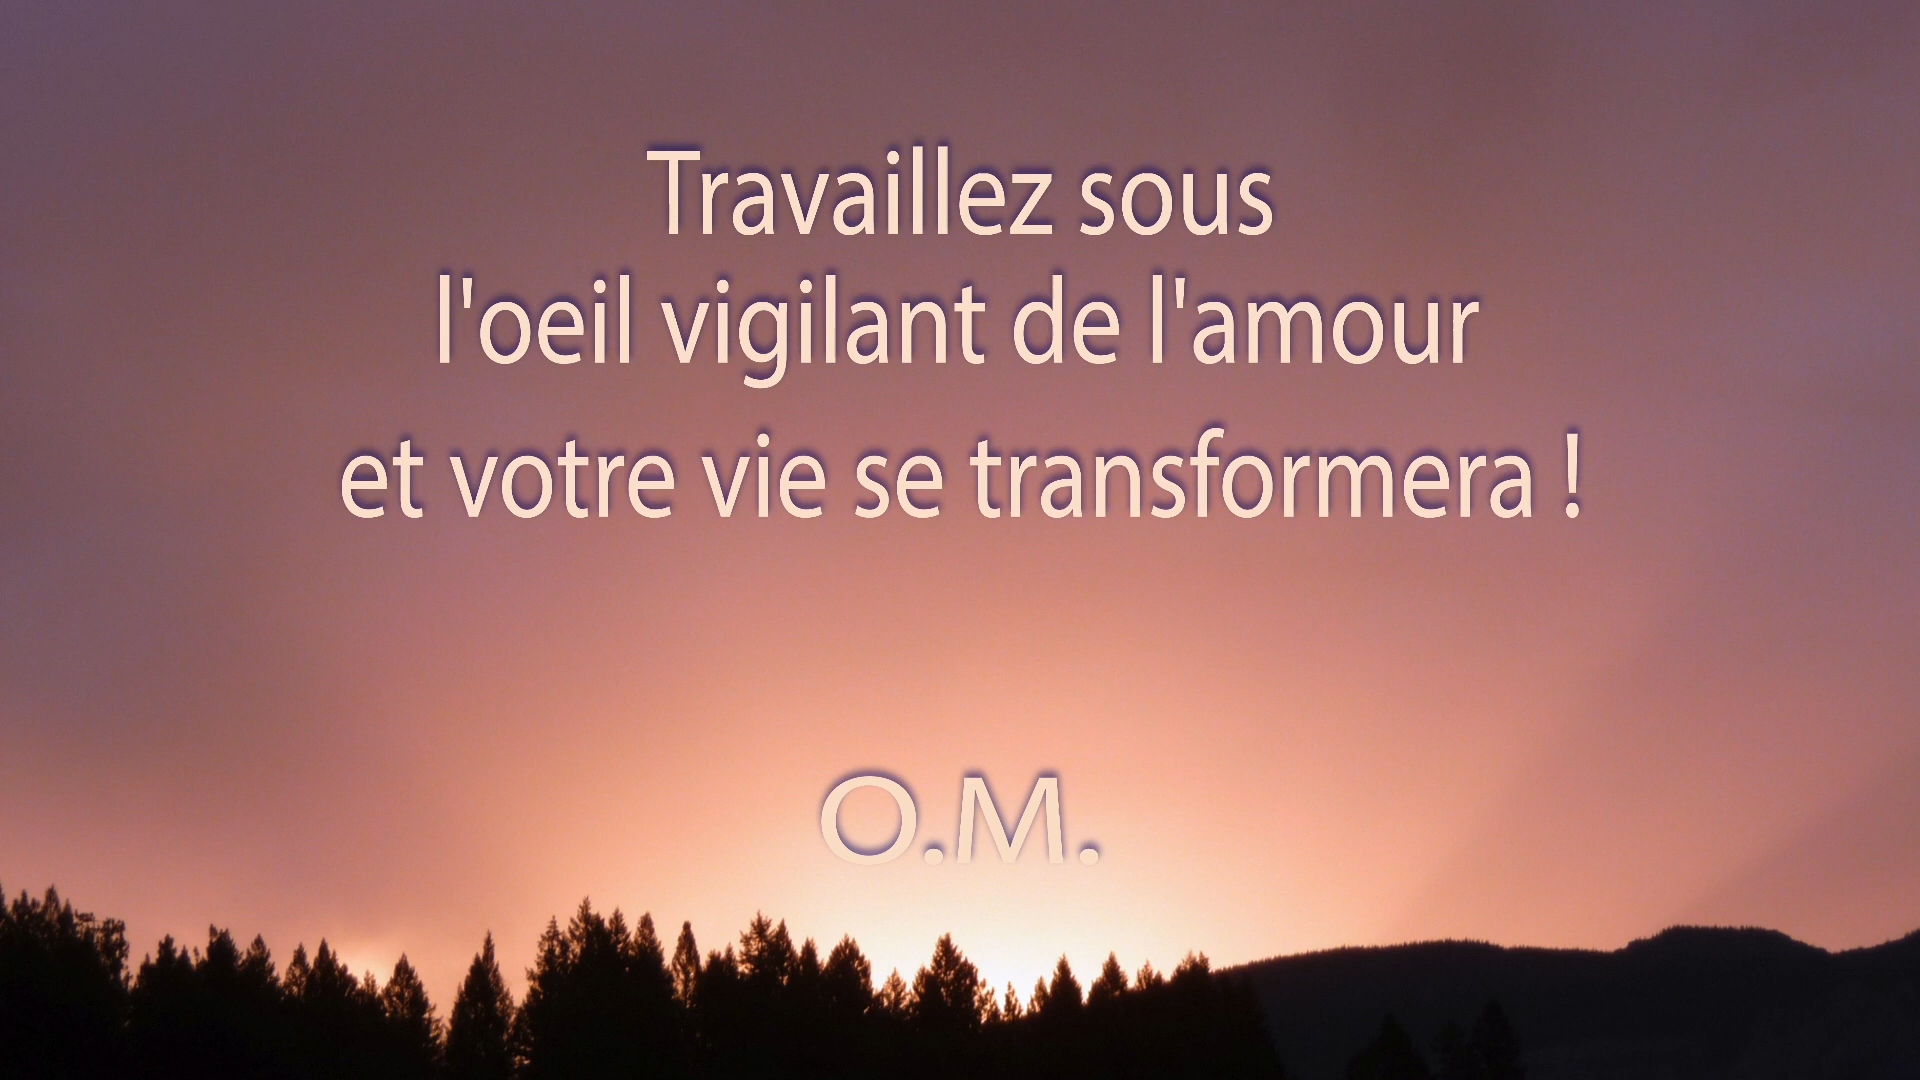 Travaillez sous
l'oeil vigilant de l'amour
et votre vie se transformera !
O.M.